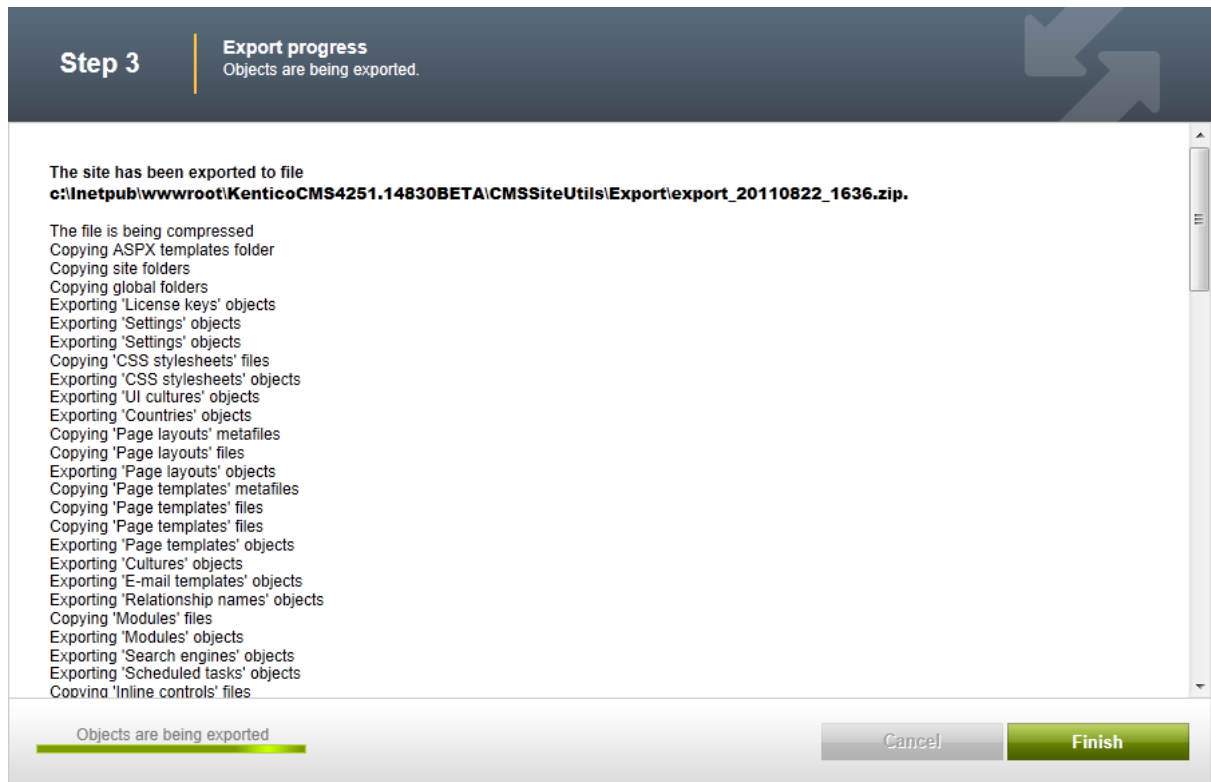 Step 3
Export progress
Objects are being exported.
The site has been exported to file
c:\Inetpub\wwwroot\KenticoCMS4251.14830BETA\CMSSiteUtils\Export\export_20110822_1636.zip.
The file is being compressed
Copying ASPX templates folder
Copying site folders
Copying global folders
Exporting 'License keys' objects
Exporting 'Settings' objects
Exporting 'Settings' objects
Copying 'CSS stylesheets' files
Exporting 'CSS stylesheets' objects
Exporting 'UI cultures' objects
Exporting 'Countries' objects
Copying 'Page layouts' metafiles
Copying 'Page layouts' files
Exporting 'Page layouts' objects
Copying 'Page templates' metafiles
Copying 'Page templates' files
Copying 'Page templates' files
Exporting 'Page templates' objects
Exporting 'Cultures' objects
Exporting 'E-mail templates' objects
Exporting 'Relationship names' objects
Copying 'Modules' files
Exporting 'Modules' objects
Exporting 'Search engines' objects
Exporting 'Scheduled tasks' objects
Copying 'Inline controls' files
Objects are being exported
Cancel
Finish